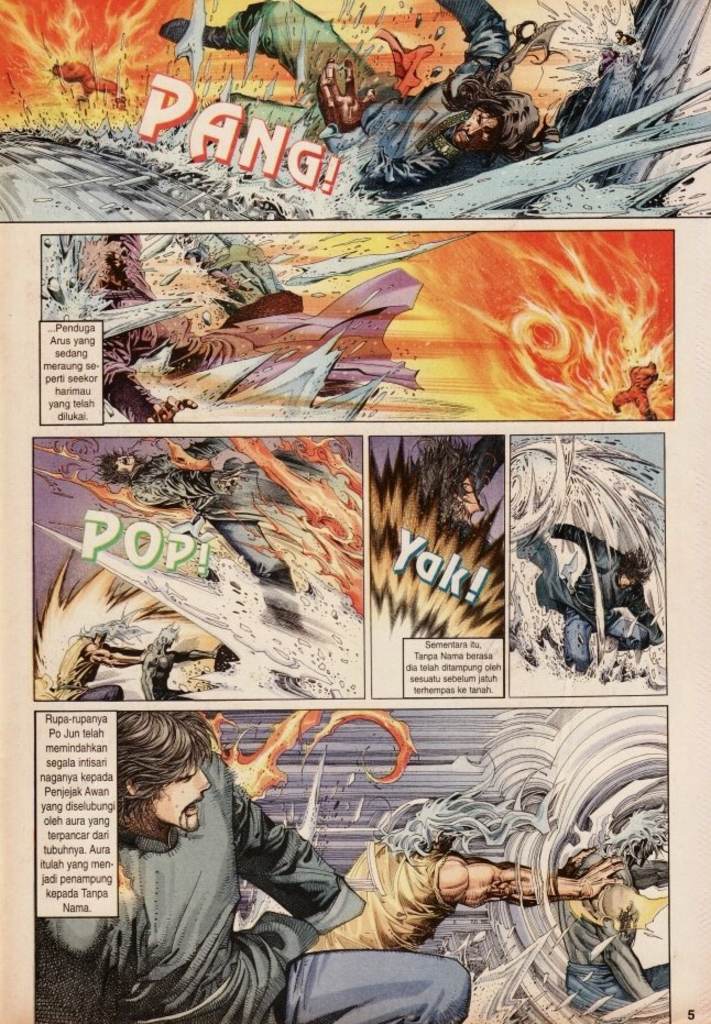 PANG!
...Penduga
Arus yang
sedang
meraung se-
perti seekor
harimau
yang telah
dilukai.
POP!
Yak!
Sementara itu,
Tanpa Nama berasa
dia telah ditampung oleh
sesuatu sebelum jatuh
terhempas ke tanah.
Rupa-rupanya
Po Jun telah
memindahkan
segala intisari
naganya kepada
Penjejak Awan
yang diselubungi
oleh aura yang
terpancar dari
tubuhnya. Aura
itulah yang men-
jadi penampung
kepada Tanpa
Nama.
5